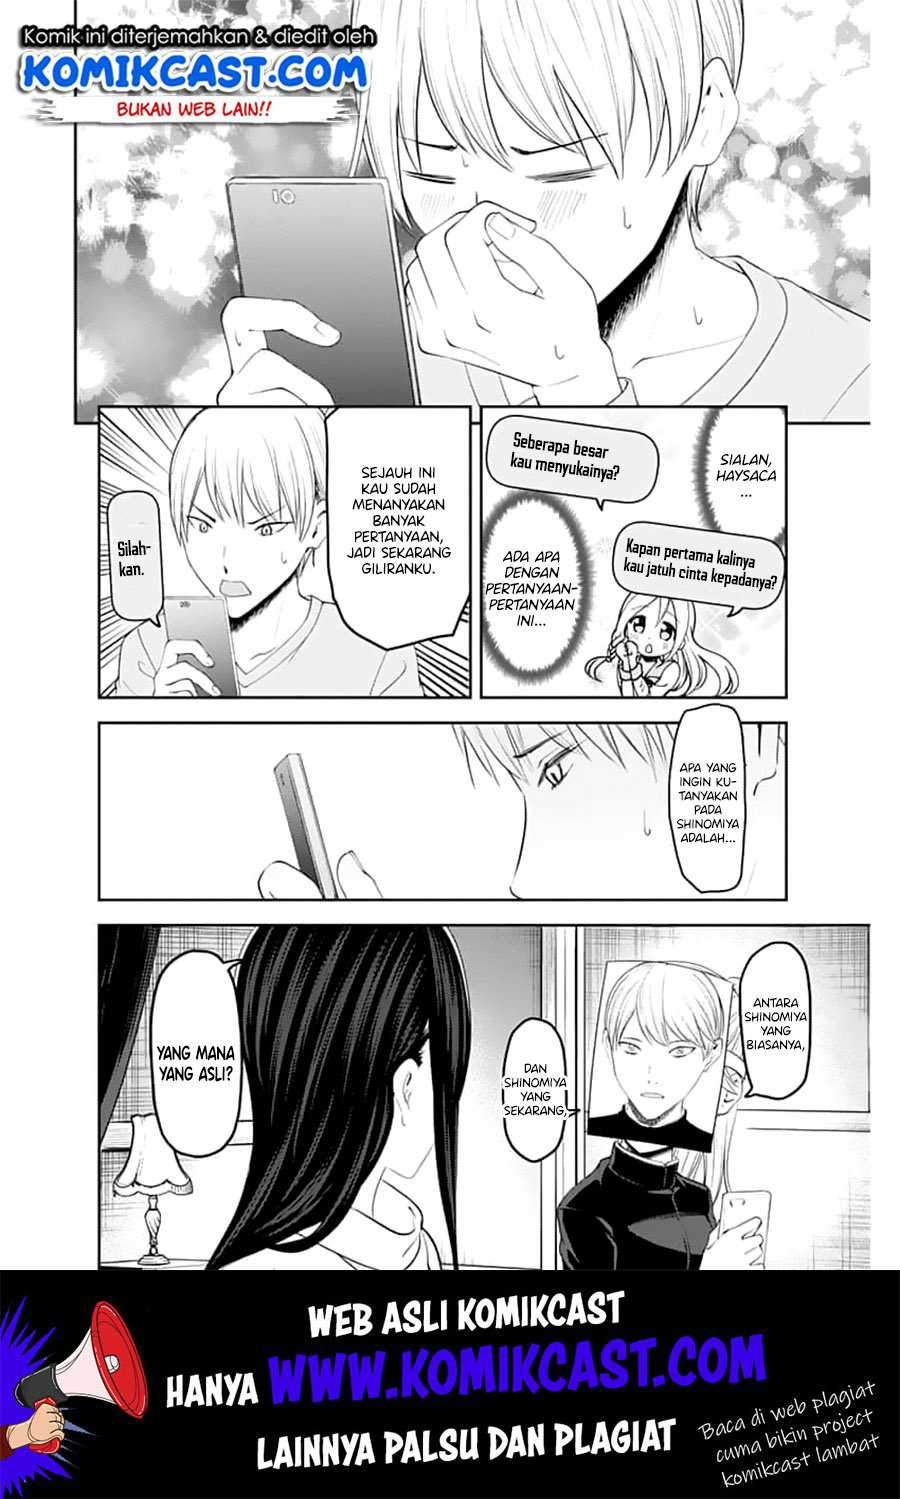 Komik ini diterjemahkan & diedit oleh
KOMIKCAST.COM
BUKAN WEB LAIN!!
10
SIALAN,
HAYSACA
...
Seberapa besar
kau menyukainya?
Kapan pertama kalinya
kau jatuh cinta kepadanya?
ADA APA
DENGAN
PERTANYAAN-
PERTANYAAN
INI...
SEJAUH INI
KAU SUDAH
MENANYAKAN
BANYAK
PERTANYAAN,
JADI SEKARANG
GILIRANKU.
Silah-
kan.
APA YANG
INGIN KU-
TANYAKAN
PADA
SHINOMIYA
ADALAH...
ANTARA
SHINOMIYA
YANG
BIASANYA,
DAN
SHINOMIYA
YANG
SEKARANG,
YANG MANA
YANG ASLI?
WEB ASLI KOMIKCAST
HANYA WWW.KOMIKCAST.COM
LAINNYA PALSU DAN PLAGIAT
Baca di web plagiat
cuma bikin project
komikcast lambat